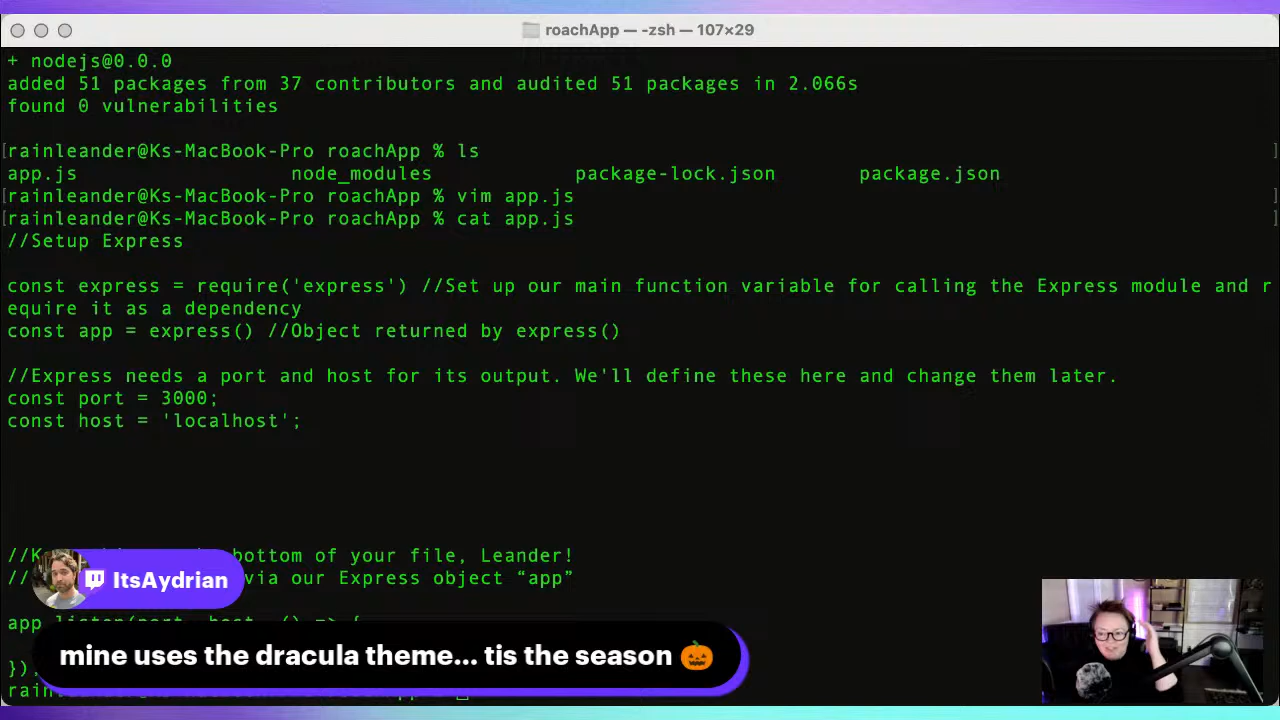 roachApp — -zsh — 107×29
+ nodejs@0.0.0
added 51 packages from 37 contributors and audited 51 packages in 2.066s
found 0 vulnerabilities
[rainleander@Ks-MacBook-Pro roachApp % ls ]
app.js node_modules package-lock.json package.json
[rainleander@Ks-MacBook-Pro roachApp % vim app.js ]
[rainleander@Ks-MacBook-Pro roachApp % cat app.js ]
//Setup Express
const express = require('express') //Set up our main function variable for calling the Express module and r
equire it as a dependency
const app = express() //Object returned by express()
//Express needs a port and host for its output. We'll define these here and change them later.
const port = 3000;
const host = 'localhost';
bottom of your file, Leander!
// via our Express object “app”
ItsAydrian
app
mine uses the dracula theme... tis the season 🎃
})